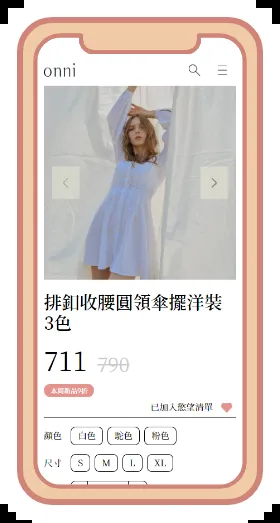 onni
排釦收腰圓領傘擺洋裝
3色
711 790
本周新品9折
已加入慾望清單
顏色 白色 駝色 粉色
尺寸 S M L XL